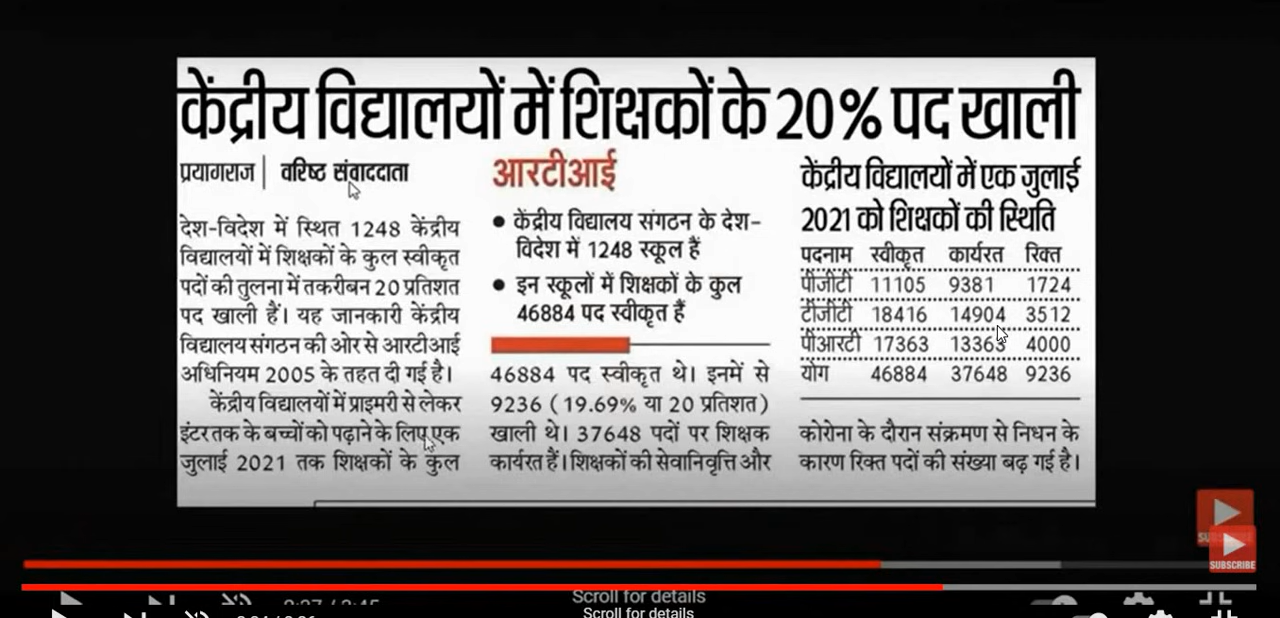 केंद्रीय विद्यालयों में शिक्षकों के 20% पद खाली
प्रयागराज | वरिष्ठ संवाददाता
देश-विदेश में स्थित 1248 केंद्रीय
विद्यालयों में शिक्षकों के कुल स्वीकृत
पदों की तुलना में तकरीबन 20 प्रतिशत
पद खाली हैं। यह जानकारी केंद्रीय
विद्यालय संगठन की ओर से आरटीआई
अधिनियम 2005 के तहत दी गई है।
केंद्रीय विद्यालयों में प्राइमरी से लेकर
इंटर तक के बच्चों को पढ़ाने के लिए एक
जुलाई 2021 तक शिक्षकों के कुल
आरटीआई
● केंद्रीय विद्यालय संगठन के देश-
विदेश में 1248 स्कूल हैं
● इन स्कूलों में शिक्षकों के कुल
46884 पद स्वीकृत हैं
46884 पद स्वीकृत थे। इनमें से
9236 (19.69% या 20 प्रतिशत)
खाली थे। 37648 पदों पर शिक्षक
कार्यरत हैं। शिक्षकों की सेवानिवृत्ति और
केंद्रीय विद्यालयों में एक जुलाई
2021 को शिक्षकों की स्थिति
पदनाम स्वीकृत कार्यरत रिक्त
पीजीटी 11105 9381 1724
टीजीटी 18416 14904 3512
पीआरटी 17363 13363 4000
योग 46884 37648 9236
कोरोना के दौरान संक्रमण से निधन के
कारण रिक्त पदों की संख्या बढ़ गई है।
SUBSCRIBE
Scroll for details
Scroll for details